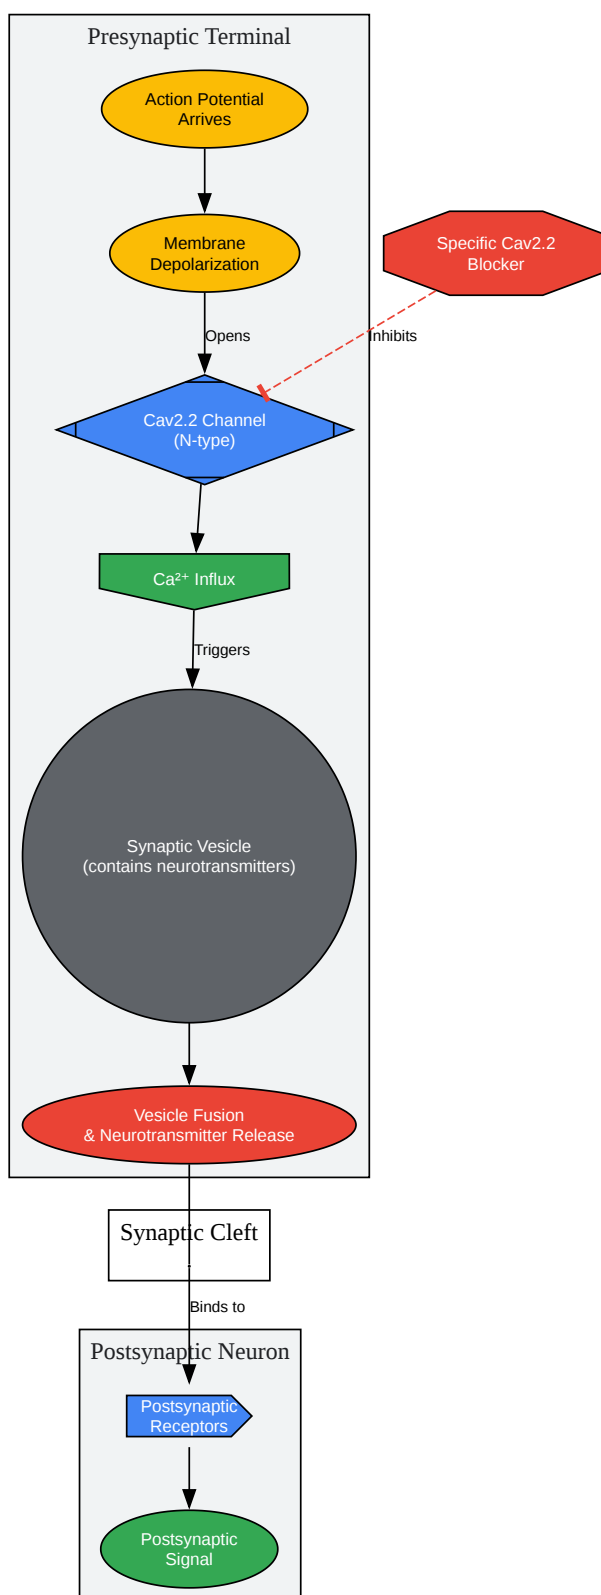 Presynaptic Terminal
Action Potential
Arrives
Membrane
Depolarization
Specific Cav2.2
Blocker
Opens
Inhibits
Cav2.2 Channel
(N-type)
Ca²⁺ Influx
Triggers
Synaptic Vesicle
(contains neurotransmitters)
Vesicle Fusion
& Neurotransmitter Release
Synaptic Cleft
Binds to
Postsynaptic Neuron
Postsynaptic
Receptors
Postsynaptic
Signal